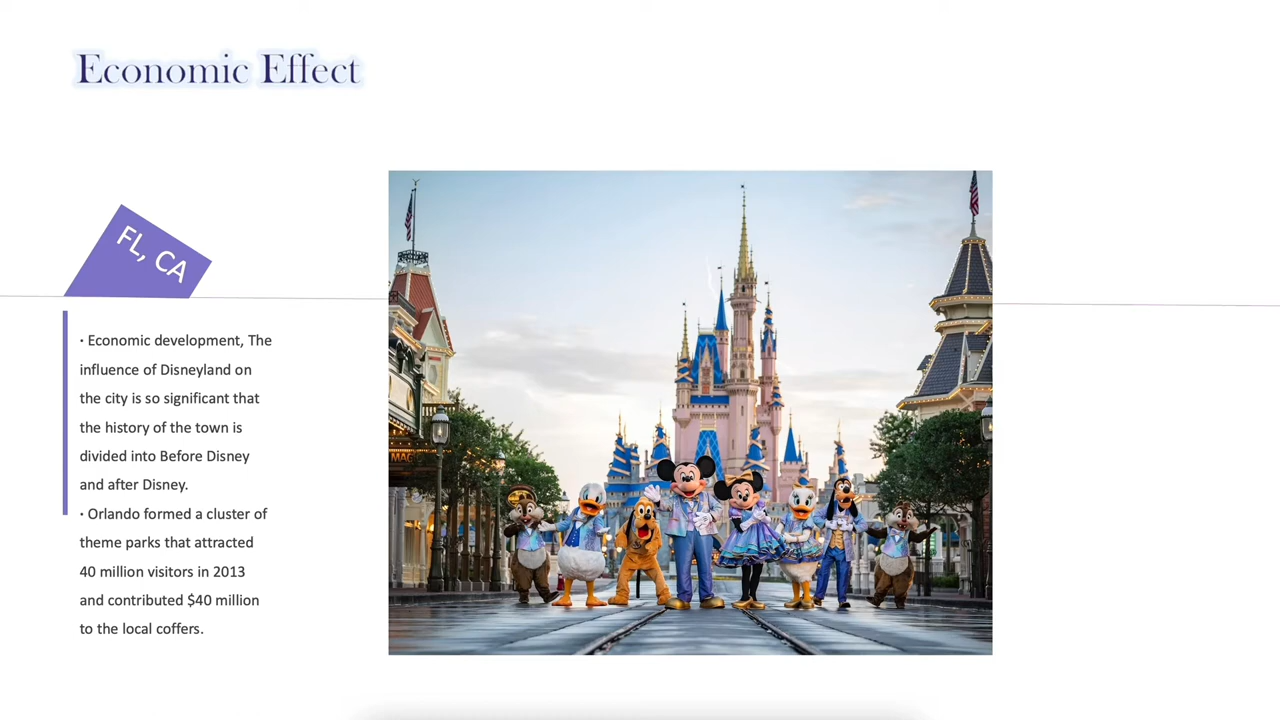 Economic Effect
FL, CA
· Economic development, The
influence of Disneyland on
the city is so significant that
the history of the town is
divided into Before Disney
and after Disney.
· Orlando formed a cluster of
theme parks that attracted
40 million visitors in 2013
and contributed $40 million
to the local coffers.